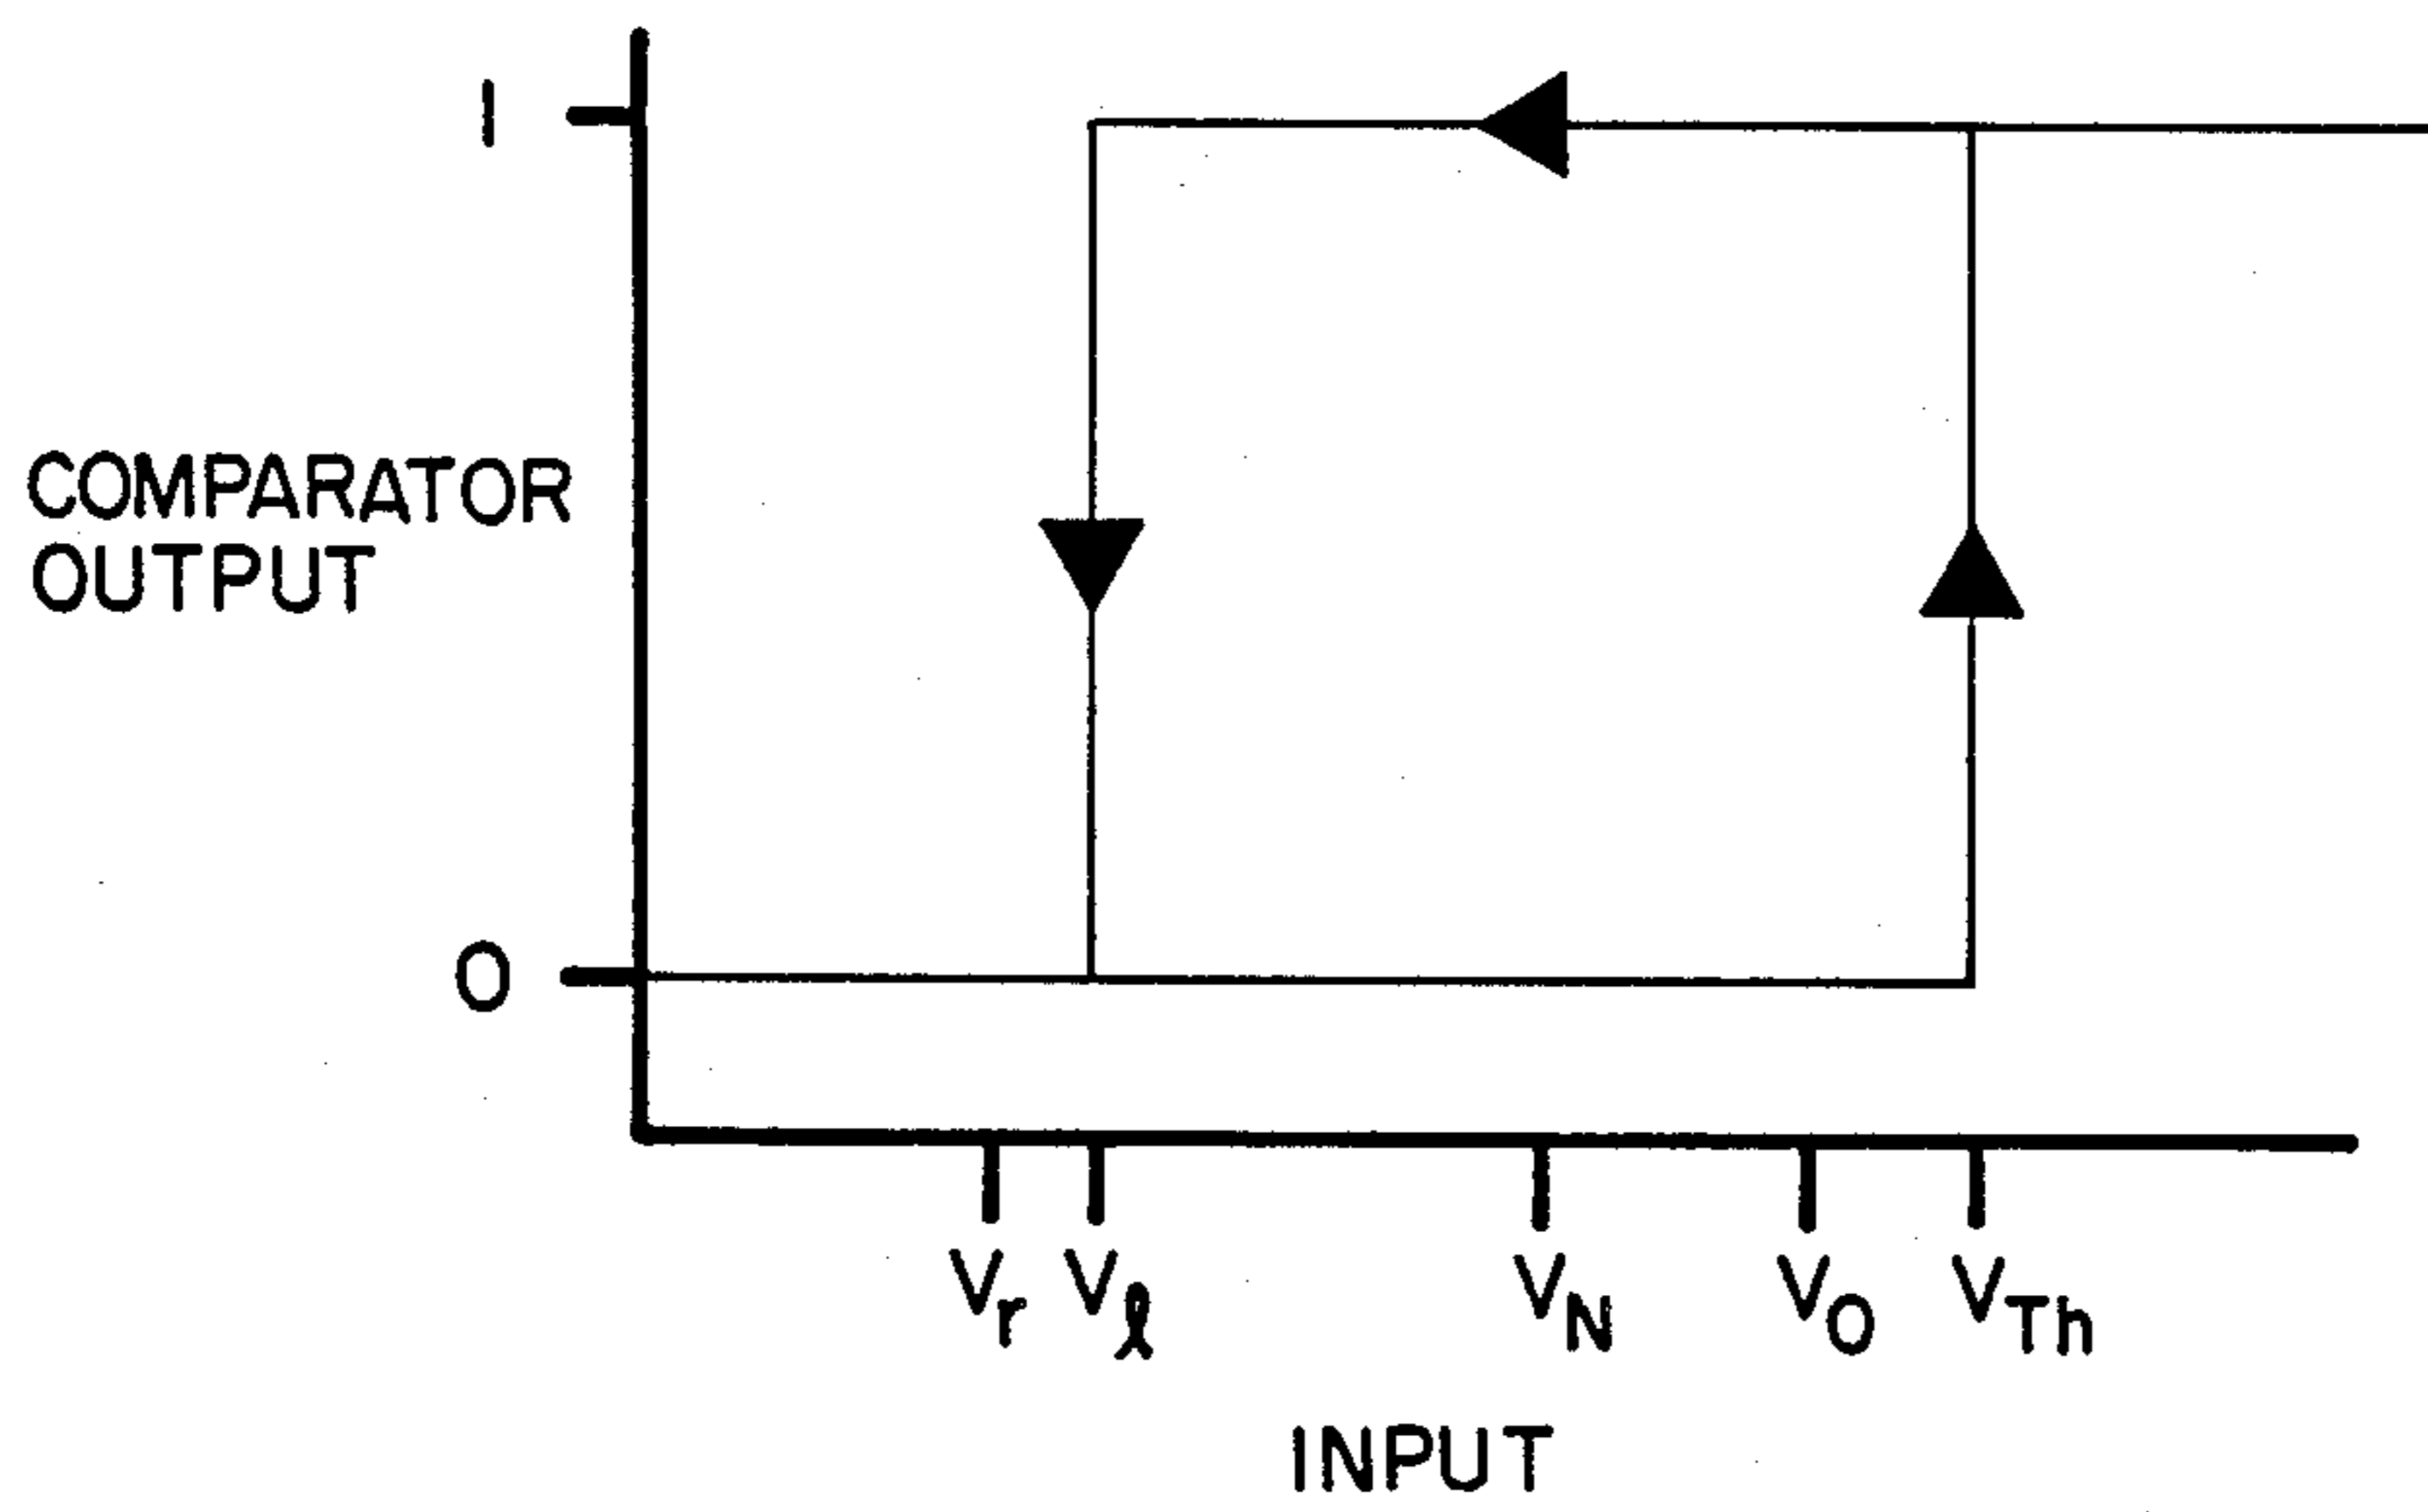 1
COMPARATOR
OUTPUT
0
Vr Vℓ VN VO VTh
INPUT